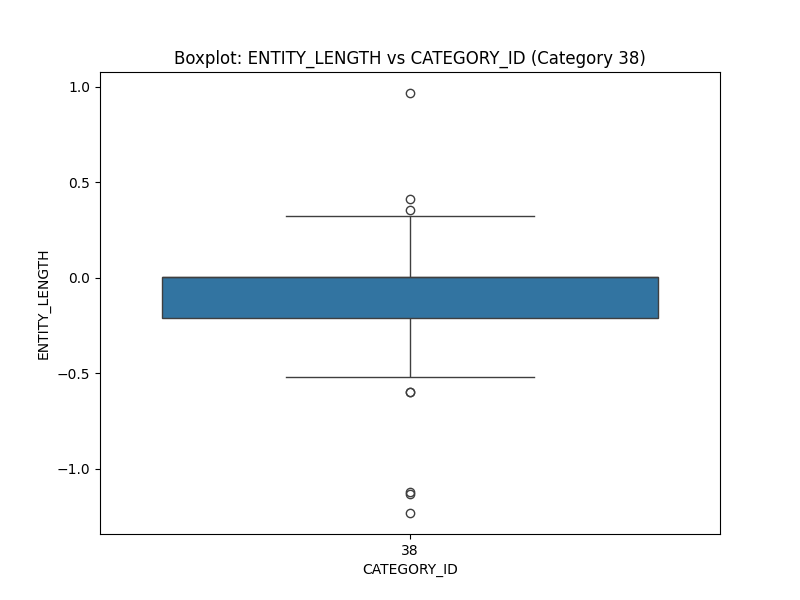 Boxplot: ENTITY_LENGTH vs CATEGORY_ID (Category 38)
1.0
0.5
0.0
−0.5
−1.0
ENTITY_LENGTH
38
CATEGORY_ID